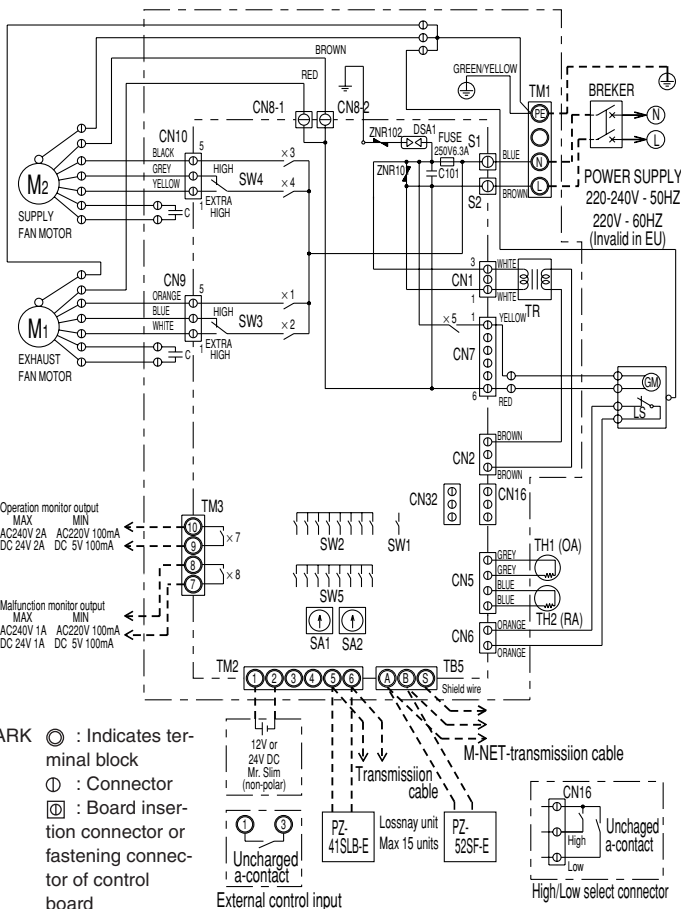 BROWN
RED
GREEN/YELLOW
TM1
BREKER
CN8-1
CN8-2
PE
N
L
N
L
CN10
5
BLACK
GREY
YELLOW
1
HIGH
EXTRA
HIGH
SW4
×3
×4
C
M2
SUPPLY
FAN MOTOR
ZNR102
DSA1
FUSE
250V6.3A
C101
S1
BLUE
S2
BROWN
POWER SUPPLY
220-240V - 50HZ
220V - 60HZ
(Invalid in EU)
CN9
5
ORANGE
BLUE
WHITE
1
HIGH
EXTRA
HIGH
SW3
×1
×2
C
M1
EXHAUST
FAN MOTOR
3
CN1
1
WHITE
WHITE
TR
×5
1
YELLOW
CN7
6
RED
GM
LS
BROWN
CN2
BROWN
CN32
CN16
Operation monitor output
MAX MIN
AC240V 2A AC220V 100mA
DC 24V 2A DC 5V 100mA
TM3
10
9
8
7
×7
×8
Malfunction monitor output
MAX MIN
AC240V 1A AC220V 100mA
DC 24V 1A DC 5V 100mA
SW2
SW1
SW5
SA1
SA2
GREY
GREY
BLUE
BLUE
CN5
TH1 (OA)
TH2 (RA)
CN6
ORANGE
ORANGE
TM2
1 2 3 4 5 6
A B S
TB5
Shield wire
ARK : Indicates ter-
minal block
: Connector
: Board inser-
tion connector or
fastening connec-
tor of control
board
12V or
24V DC
Mr. Slim
(non-polar)
Transmissiion
cable
M-NET-transmissiion cable
1 3
Uncharged
a-contact
External control input
PZ-
41SLB-E
Lossnay unit
Max 15 units
PZ-
52SF-E
CN16
High
Low
Unchaged
a-contact
High/Low select connector